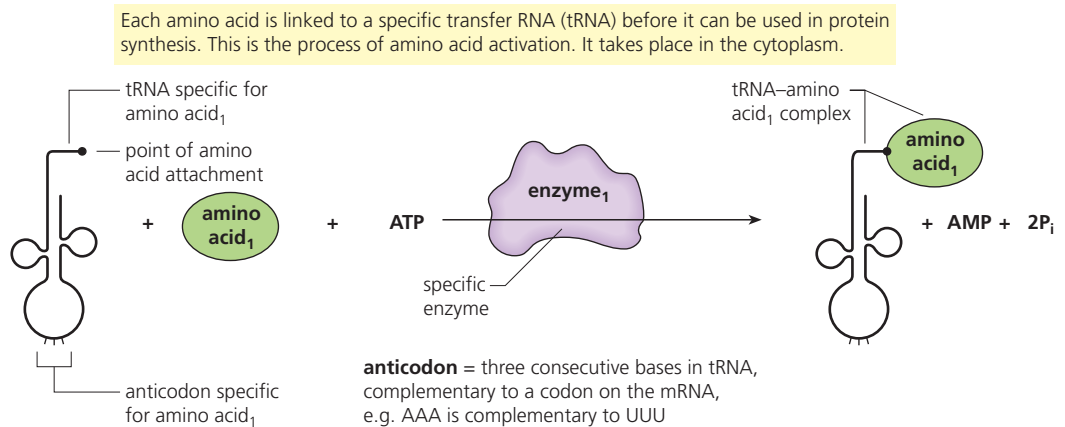 Each amino acid is linked to a specific transfer RNA (tRNA) before it can be used in protein
synthesis. This is the process of amino acid activation. It takes place in the cytoplasm.
tRNA specific for
amino acid₁
point of amino
acid attachment
+
amino
acid₁
+
ATP
enzyme₁
specific
enzyme
tRNA–amino
acid₁ complex
amino
acid₁
+ AMP + 2Pᵢ
anticodon specific
for amino acid₁
anticodon = three consecutive bases in tRNA,
complementary to a codon on the mRNA,
e.g. AAA is complementary to UUU